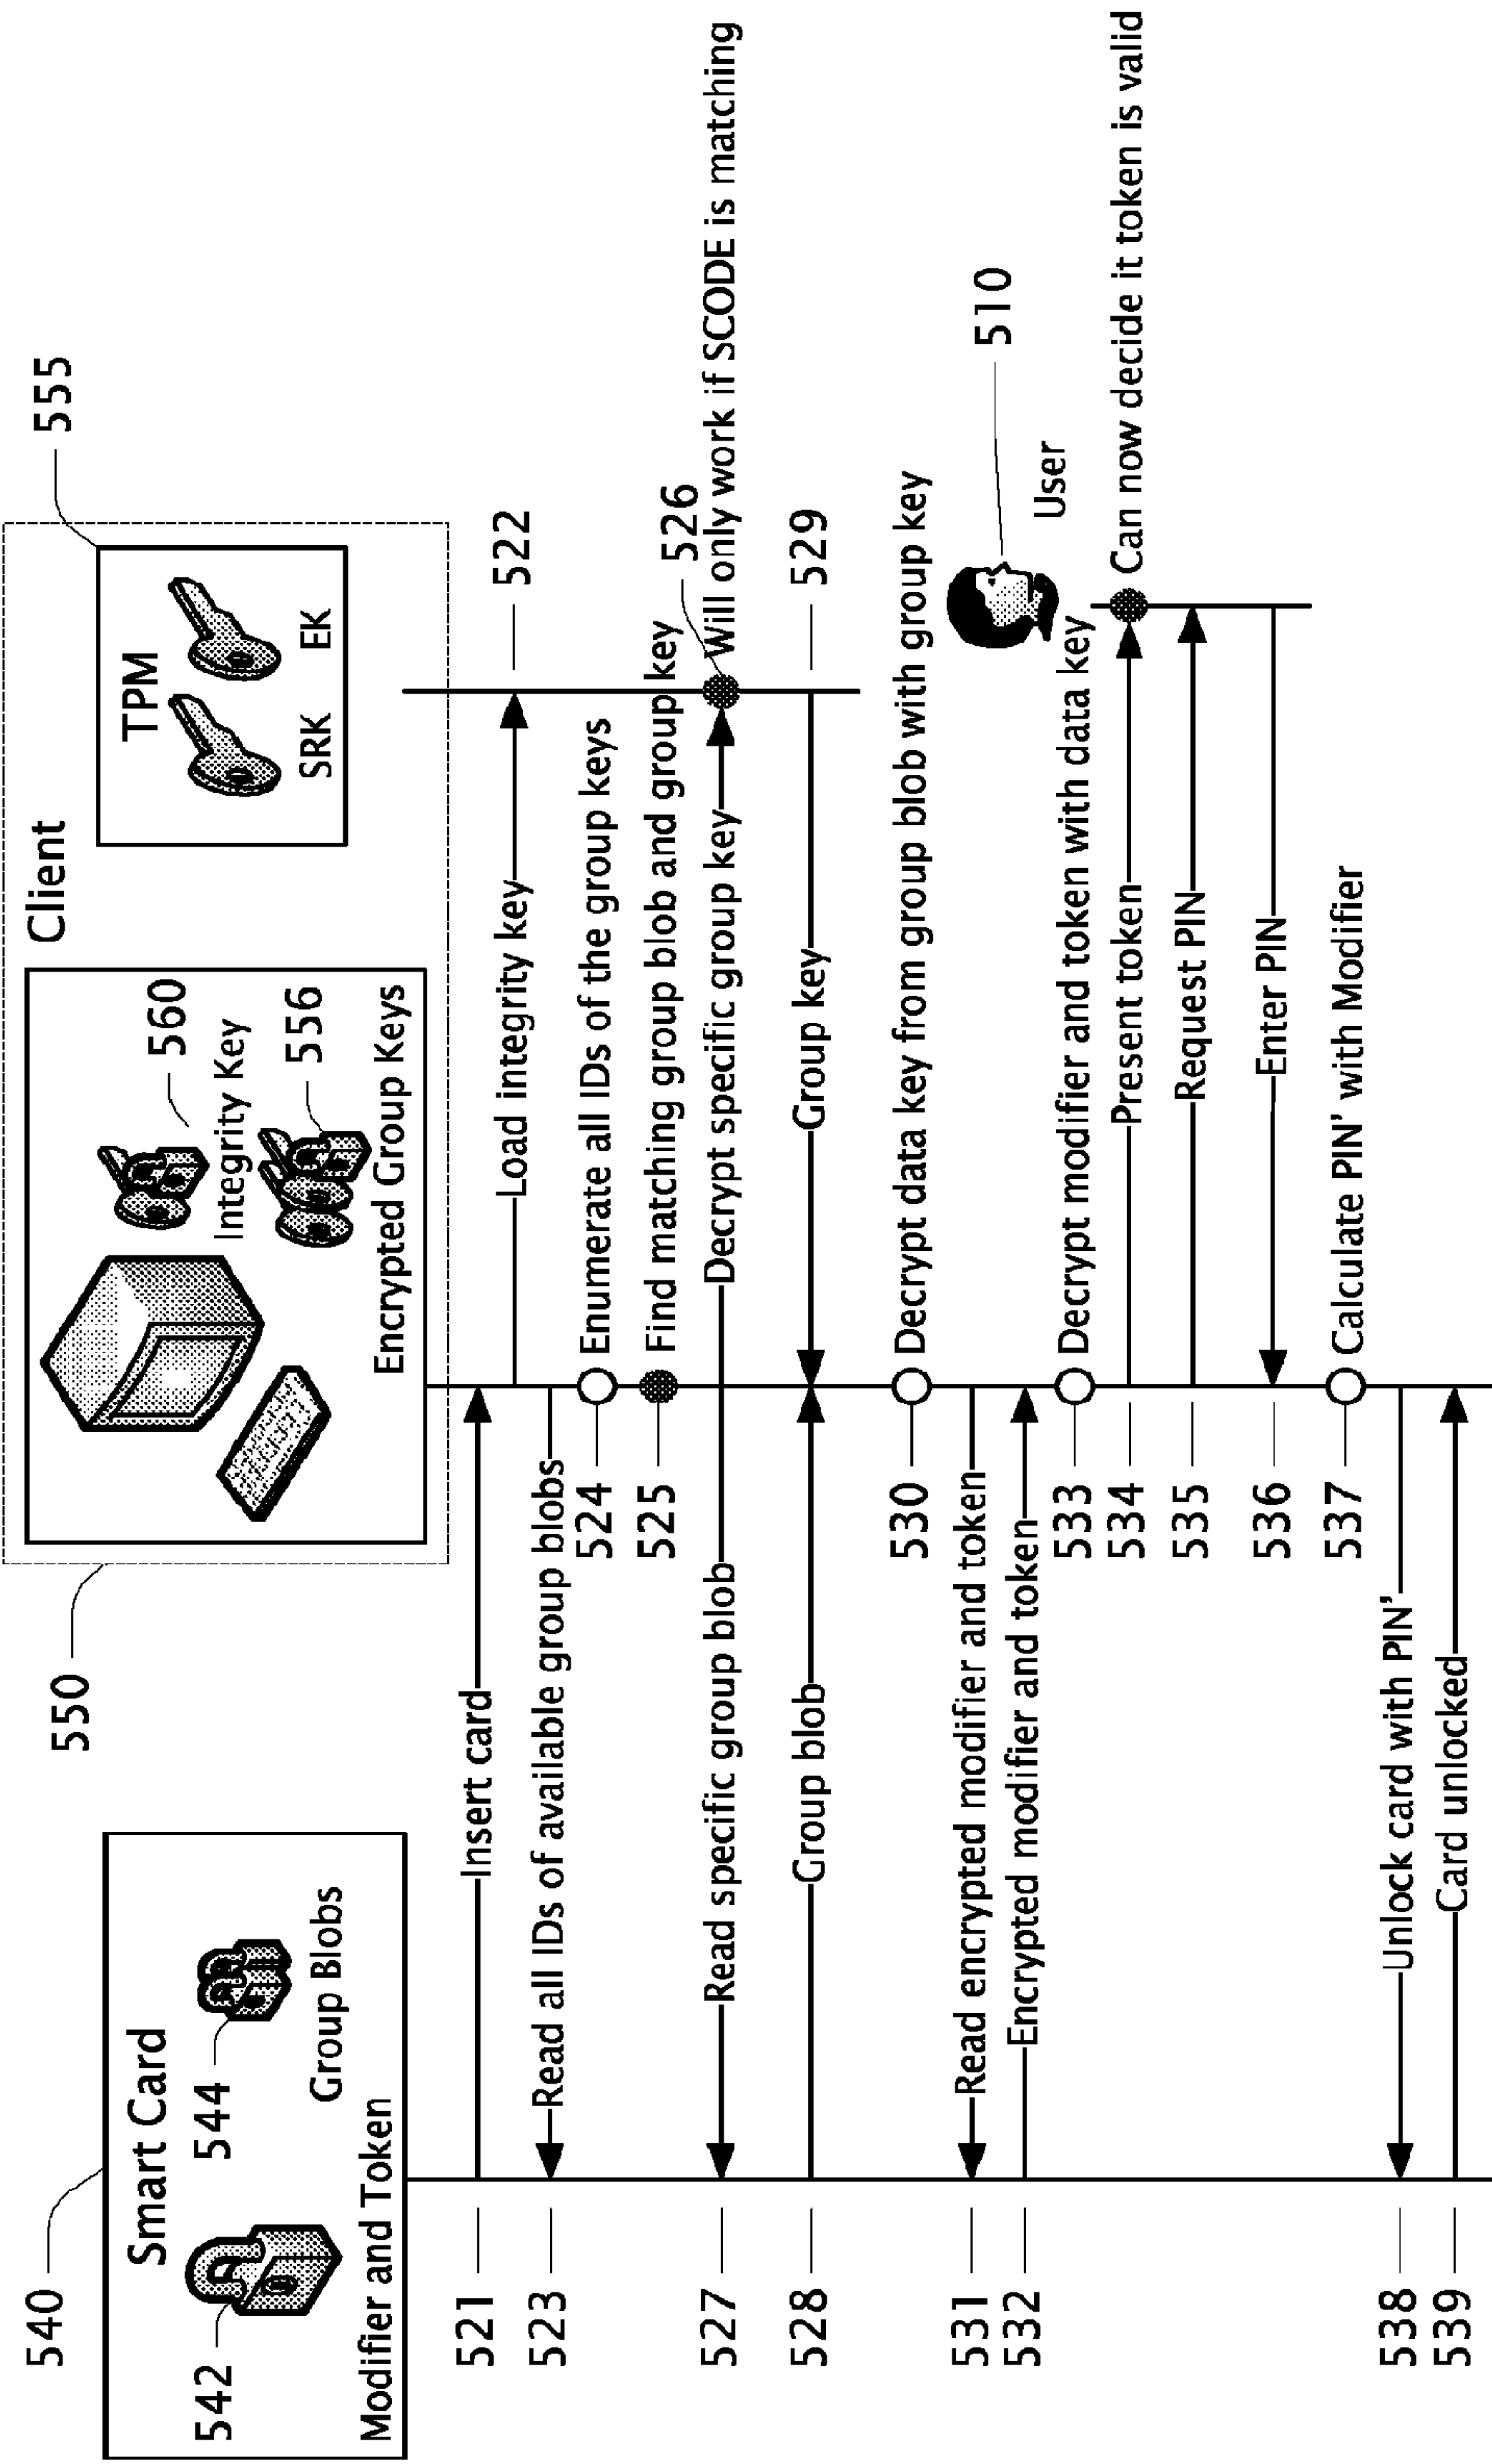 540
Smart Card
542
544
Group Blobs
Modifier and Token
550
Client
560
Integrity Key
556
Encrypted Group Keys
TPM
SRK
EK
555
521
Insert card
Load integrity key
522
523
Read all IDs of available group blobs
524
Enumerate all IDs of the group keys
525
Find matching group blob and group key
526
527
Read specific group blob
Decrypt specific group key
Will only work if SCODE is matching
528
Group blob
Group key
529
530
Decrypt data key from group blob with group key
531
Read encrypted modifier and token
532
Encrypted modifier and token
510
User
533
Decrypt modifier and token with data key
534
Present token
Can now decide it token is valid
535
Request PIN
536
Enter PIN
537
Calculate PIN' with Modifier
538
Unlock card with PIN'
539
Card unlocked